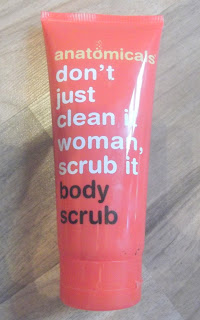 anatomicals
don't
just
clean it
woman,
scrub it
body
scrub